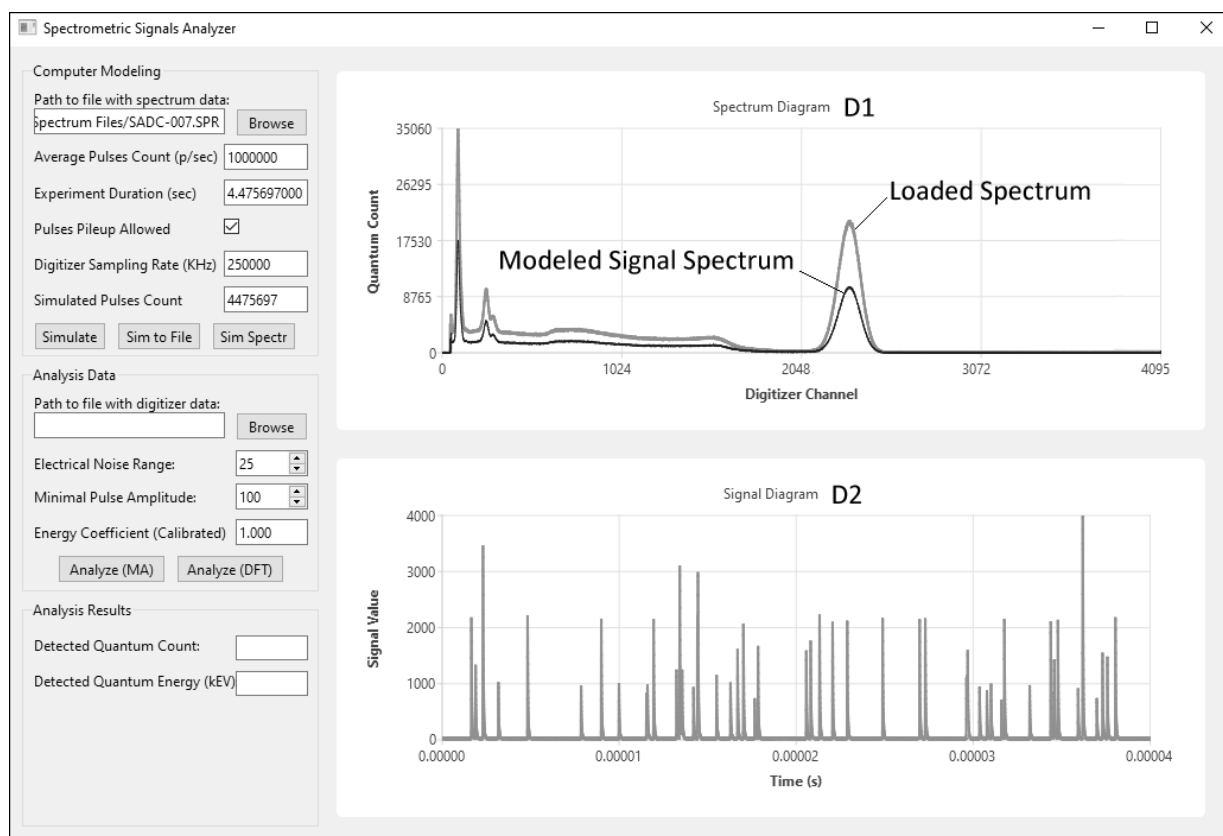 Spectrometric Signals Analyzer
Computer Modeling
Path to file with spectrum data:
Spectrum Files/SADC-007.SPR Browse
Average Pulses Count (p/sec) 1000000
Experiment Duration (sec) 4.475697000
Pulses Pileup Allowed
Digitizer Sampling Rate (KHz) 250000
Simulated Pulses Count 4475697
Simulate Sim to File Sim Spectr
Analysis Data
Path to file with digitizer data:
Browse
Electrical Noise Range: 25
Minimal Pulse Amplitude: 100
Energy Coefficient (Calibrated) 1.000
Analyze (MA) Analyze (DFT)
Analysis Results
Detected Quantum Count:
Detected Quantum Energy (kEV)
Spectrum Diagram D1
35060
26295
17530
8765
0
Quantum Count
Loaded Spectrum
Modeled Signal Spectrum
0 1024 2048 3072 4095
Digitizer Channel
Signal Diagram D2
4000
3000
2000
1000
0
Signal Value
0.00000 0.00001 0.00002 0.00003 0.00004
Time (s)